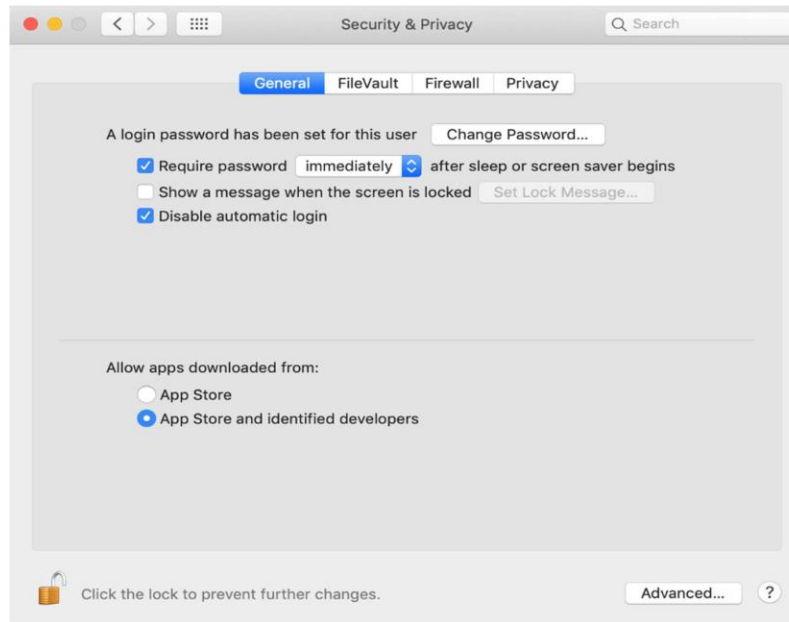 Security & Privacy
Search
General FileVault Firewall Privacy
A login password has been set for this user Change Password...
Require password immediately after sleep or screen saver begins
Show a message when the screen is locked Set Lock Message...
Disable automatic login
Allow apps downloaded from:
App Store
App Store and identified developers
Click the lock to prevent further changes.
Advanced... ?